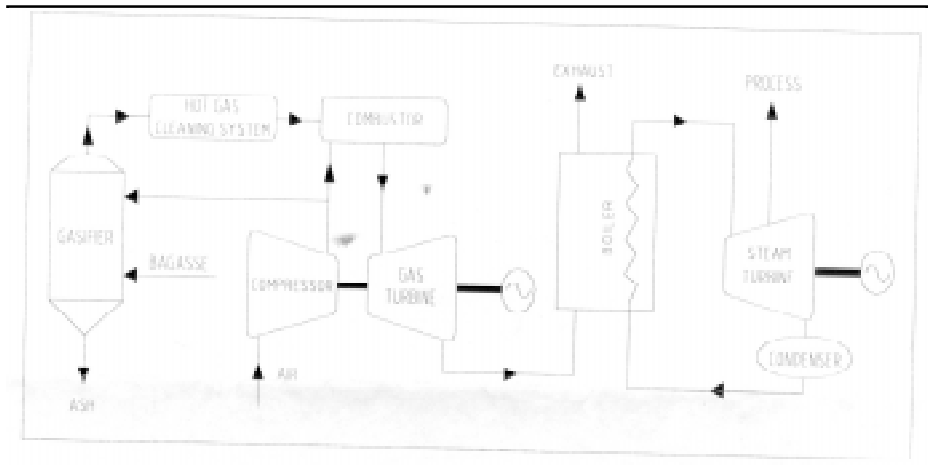 EXHAUST
PROCESS
HOT GAS
CLEANING SYSTEM
COMBUSTOR
GASIFIER
BAGASSE
COMPRESSOR
GAS
TURBINE
BOILER
STEAM
TURBINE
CONDENSER
AIR
ASH